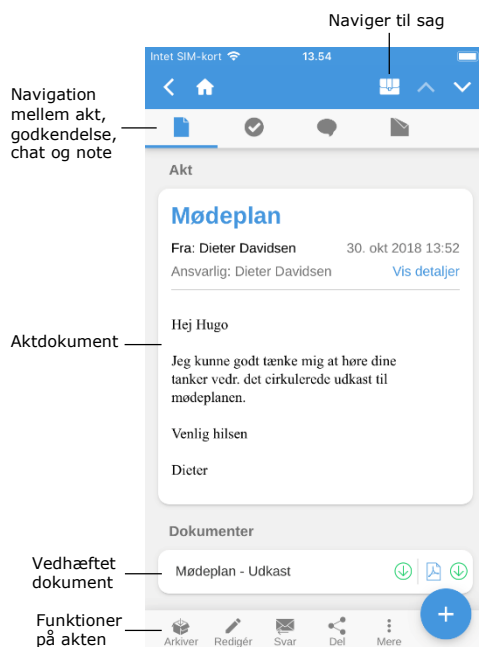 Naviger til sag
Intet SIM-kort 13.54
Navigation
mellem akt,
godkendelse,
chat og note
Akt
Mødeplan
Fra: Dieter Davidsen 30. okt 2018 13:52
Ansvarlig: Dieter Davidsen Vis detaljer
Aktdokument
Hej Hugo
Jeg kunne godt tænke mig at høre dine
tanker vedr. det cirkulerede udkast til
mødeplanen.
Venlig hilsen
Dieter
Dokumenter
Vedhæftet
dokument
Mødeplan - Udkast
Funktioner
på akten
Arkiver Redigér Svar Del Mere